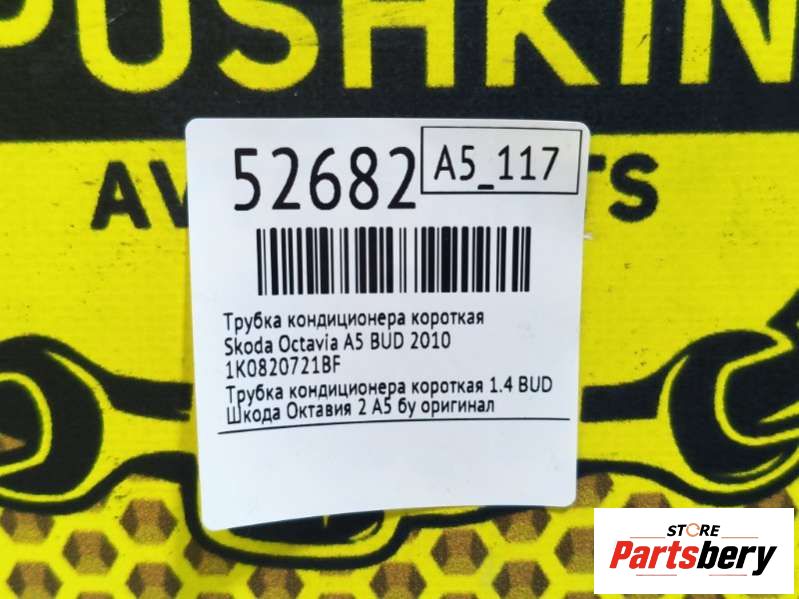 PUSHKIN
52682
A5_117
AV
TS
Трубка кондиционера короткая
Skoda Octavia A5 BUD 2010
1K0820721BF
Трубка кондиционера короткая 1.4 BUD
Шкода Октавия 2 А5 бу оригинал
STORE
Partsbery